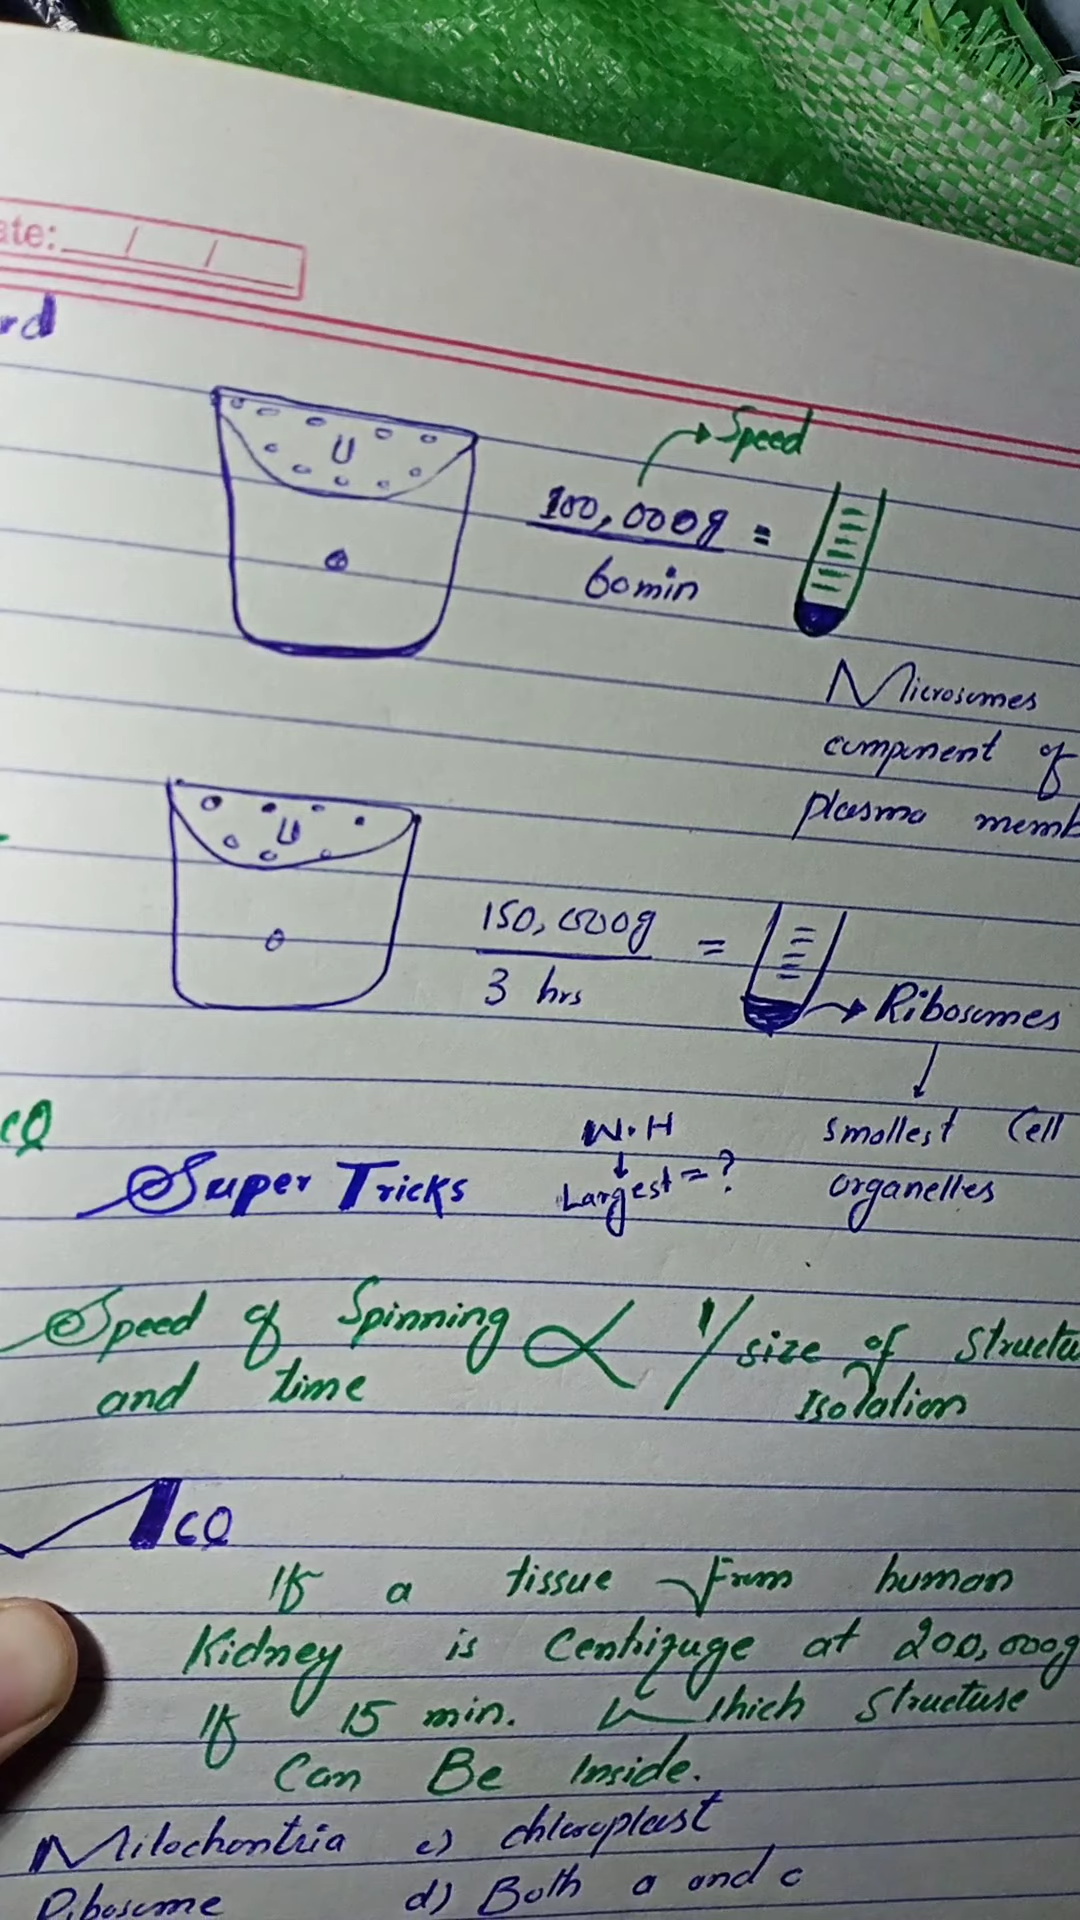 ate: / /
rd
Speed
100,000g =
60min
Microsomes
component of
plasma memb
150,000g =
3 hrs
Ribosomes
smallest Cell
organelles
CQ
W.H
Largest = ?
Super Tricks
Speed of Spinning ∝ 1/size of Structu
and time
Isolation
MCQ
If a tissue From human
Kidney is Centrifuge at 200,000g
If 15 min. Which Structure
Can Be Inside.
Mitochontria c) chloroplast
Ribosome d) Both a and c